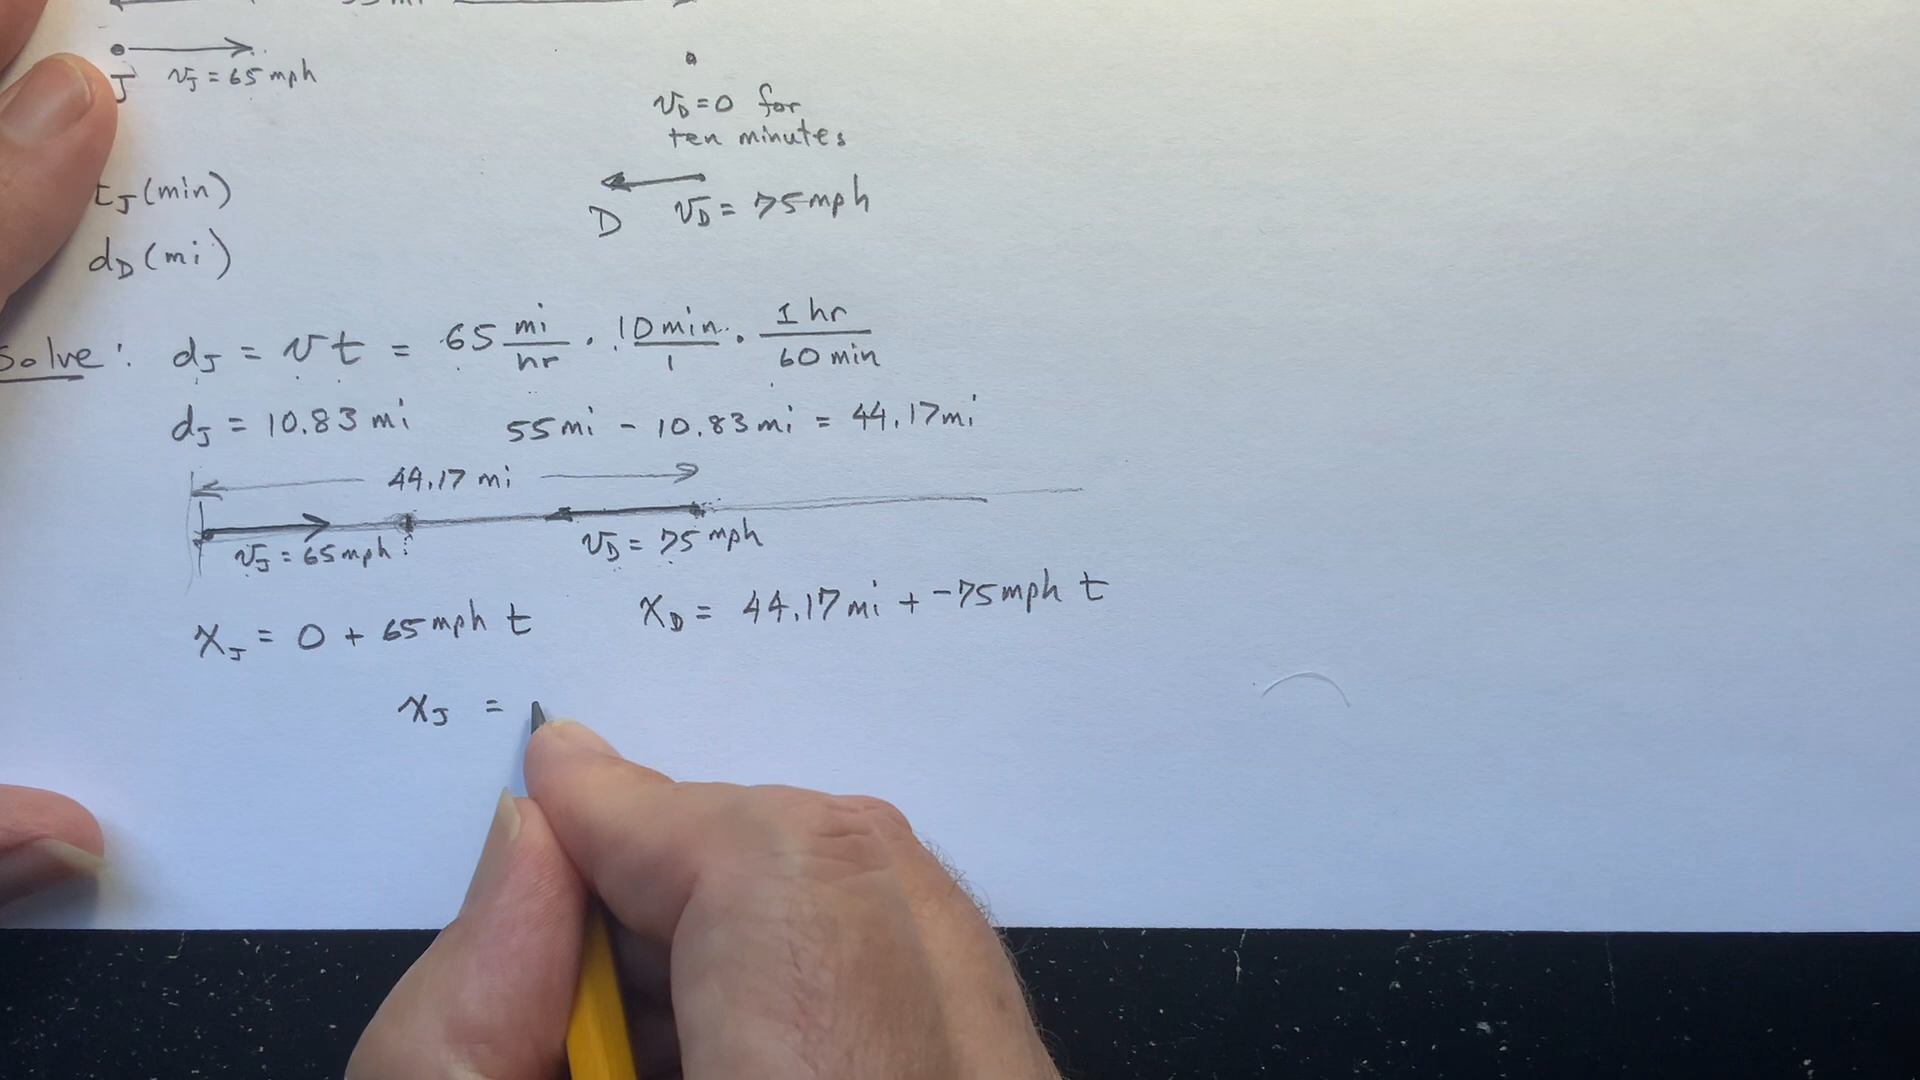 J v_J = 65 mph
v_D = 0 for
ten minutes
t_J (min)
D v_D = 75 mph
d_D (mi)
Solve: d_J = v t = 65 mi/hr · 10 min/1 · 1 hr/60 min
d_J = 10.83 mi 55 mi - 10.83 mi = 44.17 mi
44.17 mi
v_J = 65 mph v_D = 75 mph
x_J = 0 + 65 mph t x_D = 44.17 mi + -75 mph t
x_J =